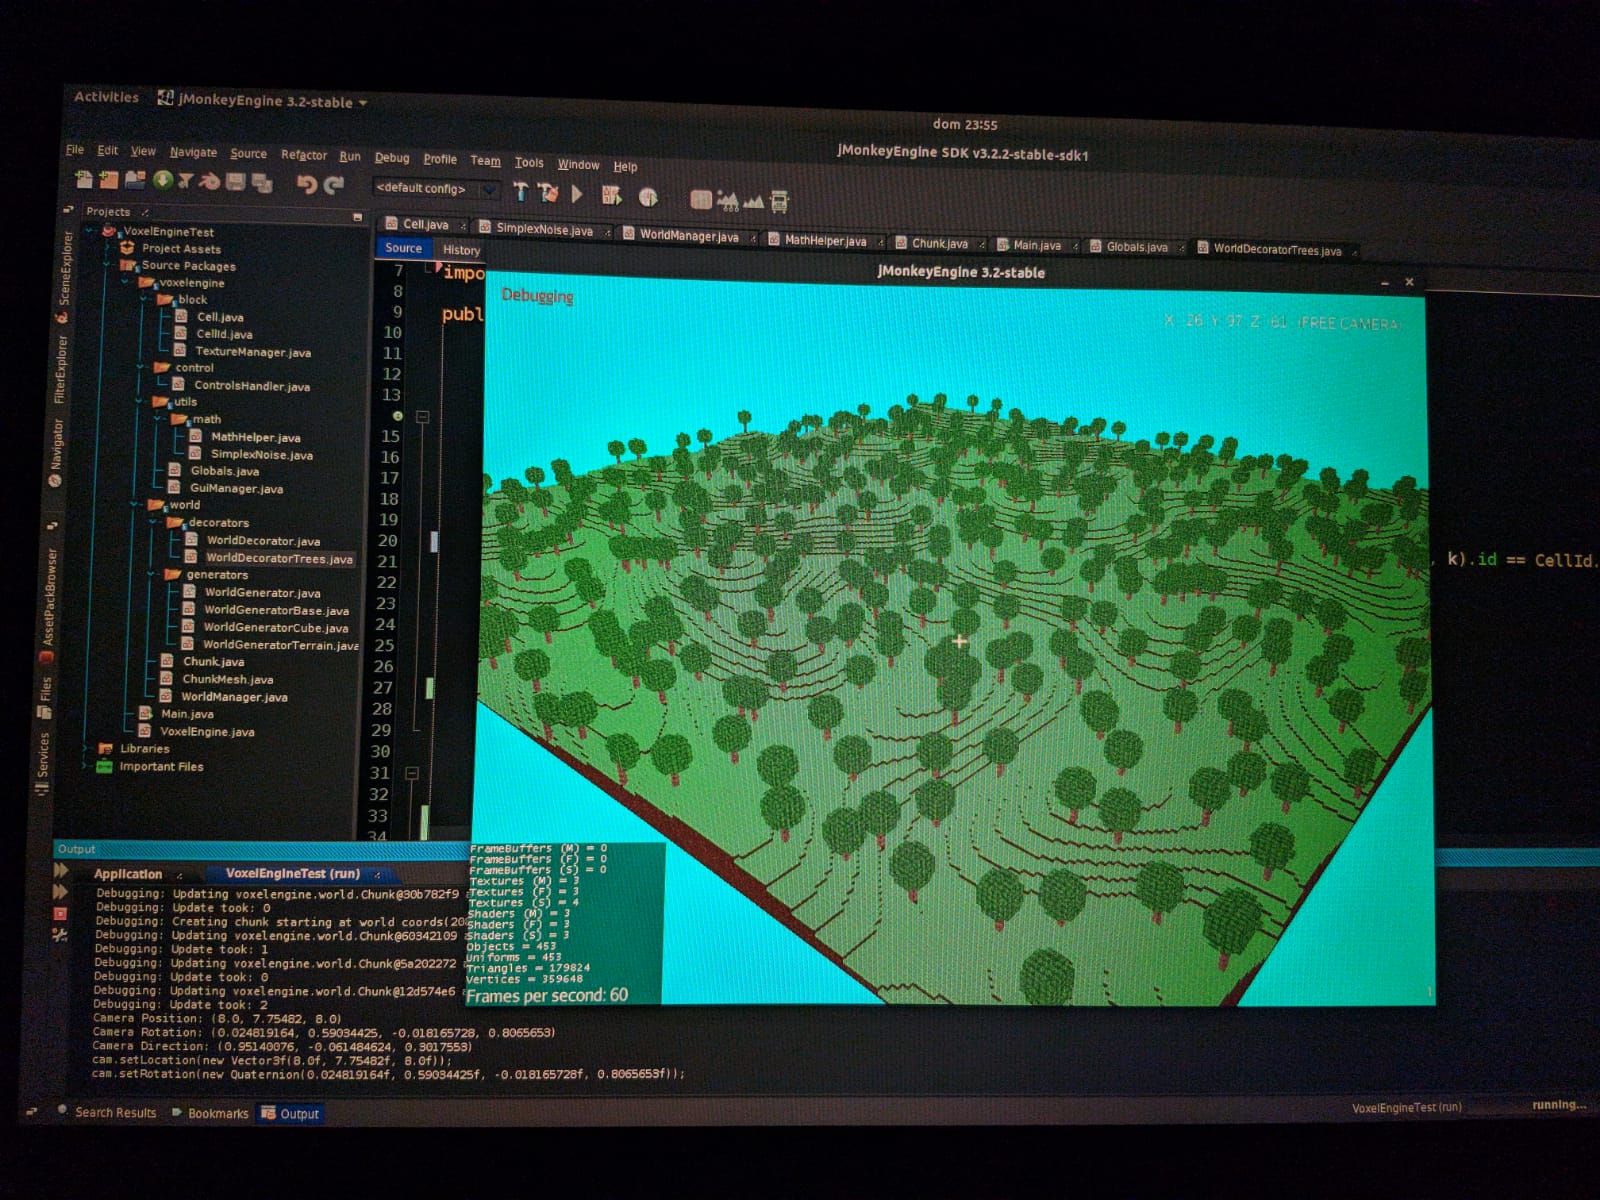 Activities
jMonkeyEngine 3.2-stable
dom 23:55
jMonkeyEngine SDK v3.2.2-stable-sdk1
File Edit View Navigate Source Refactor Run Debug Profile Team Tools Window Help
<default config>
Projects
VoxelEngineTest
Project Assets
Source Packages
voxelengine
block
Cell.java
CellId.java
TextureManager.java
control
ControlsHandler.java
utils
math
MathHelper.java
SimplexNoise.java
Globals.java
GuiManager.java
world
decorators
WorldDecorator.java
WorldDecoratorTrees.java
generators
WorldGenerator.java
WorldGeneratorBase.java
WorldGeneratorCube.java
WorldGeneratorTerrain.java
Chunk.java
ChunkMesh.java
WorldManager.java
Main.java
VoxelEngine.java
Libraries
Important Files
SceneExplorer
FilterExplorer
Navigator
AssetPackBrowser
Files
Services
Cell.java SimplexNoise.java WorldManager.java MathHelper.java Chunk.java Main.java Globals.java WorldDecoratorTrees.java
Source History
7 impo
8
9 publ
10
11
12
13
15
16
17
18
19
20
21
22
23
24
25
26
27
28
29
30
31
32
33
34
, k).id == CellId.
jMonkeyEngine 3.2-stable
Debugging
X: 26 Y: 97 Z: 61 (FREE CAMERA)
FrameBuffers (M) = 0
FrameBuffers (F) = 0
FrameBuffers (S) = 0
Textures (M) = 3
Textures (F) = 3
Textures (S) = 4
Shaders (M) = 3
Shaders (F) = 3
Shaders (S) = 3
Objects = 453
Uniforms = 453
Triangles = 179824
Vertices = 359648
Frames per second: 60
1
Output
Application VoxelEngineTest (run)
Debugging: Updating voxelengine.world.Chunk@30b782f9
Debugging: Update took: 0
Debugging: Creating chunk starting at world coords(20
Debugging: Updating voxelengine.world.Chunk@60342109
Debugging: Update took: 1
Debugging: Updating voxelengine.world.Chunk@5a202272
Debugging: Update took: 0
Debugging: Updating voxelengine.world.Chunk@12d574e6
Debugging: Update took: 2
Camera Position: (8.0, 7.75482, 8.0)
Camera Rotation: (0.024819164, 0.59034425, -0.018165728, 0.8065653)
Camera Direction: (0.95140076, -0.061484624, 0.3017553)
cam.setLocation(new Vector3f(8.0f, 7.75482f, 8.0f));
cam.setRotation(new Quaternion(0.024819164f, 0.59034425f, -0.018165728f, 0.8065653f));
Search Results Bookmarks Output
VoxelEngineTest (run)
running...